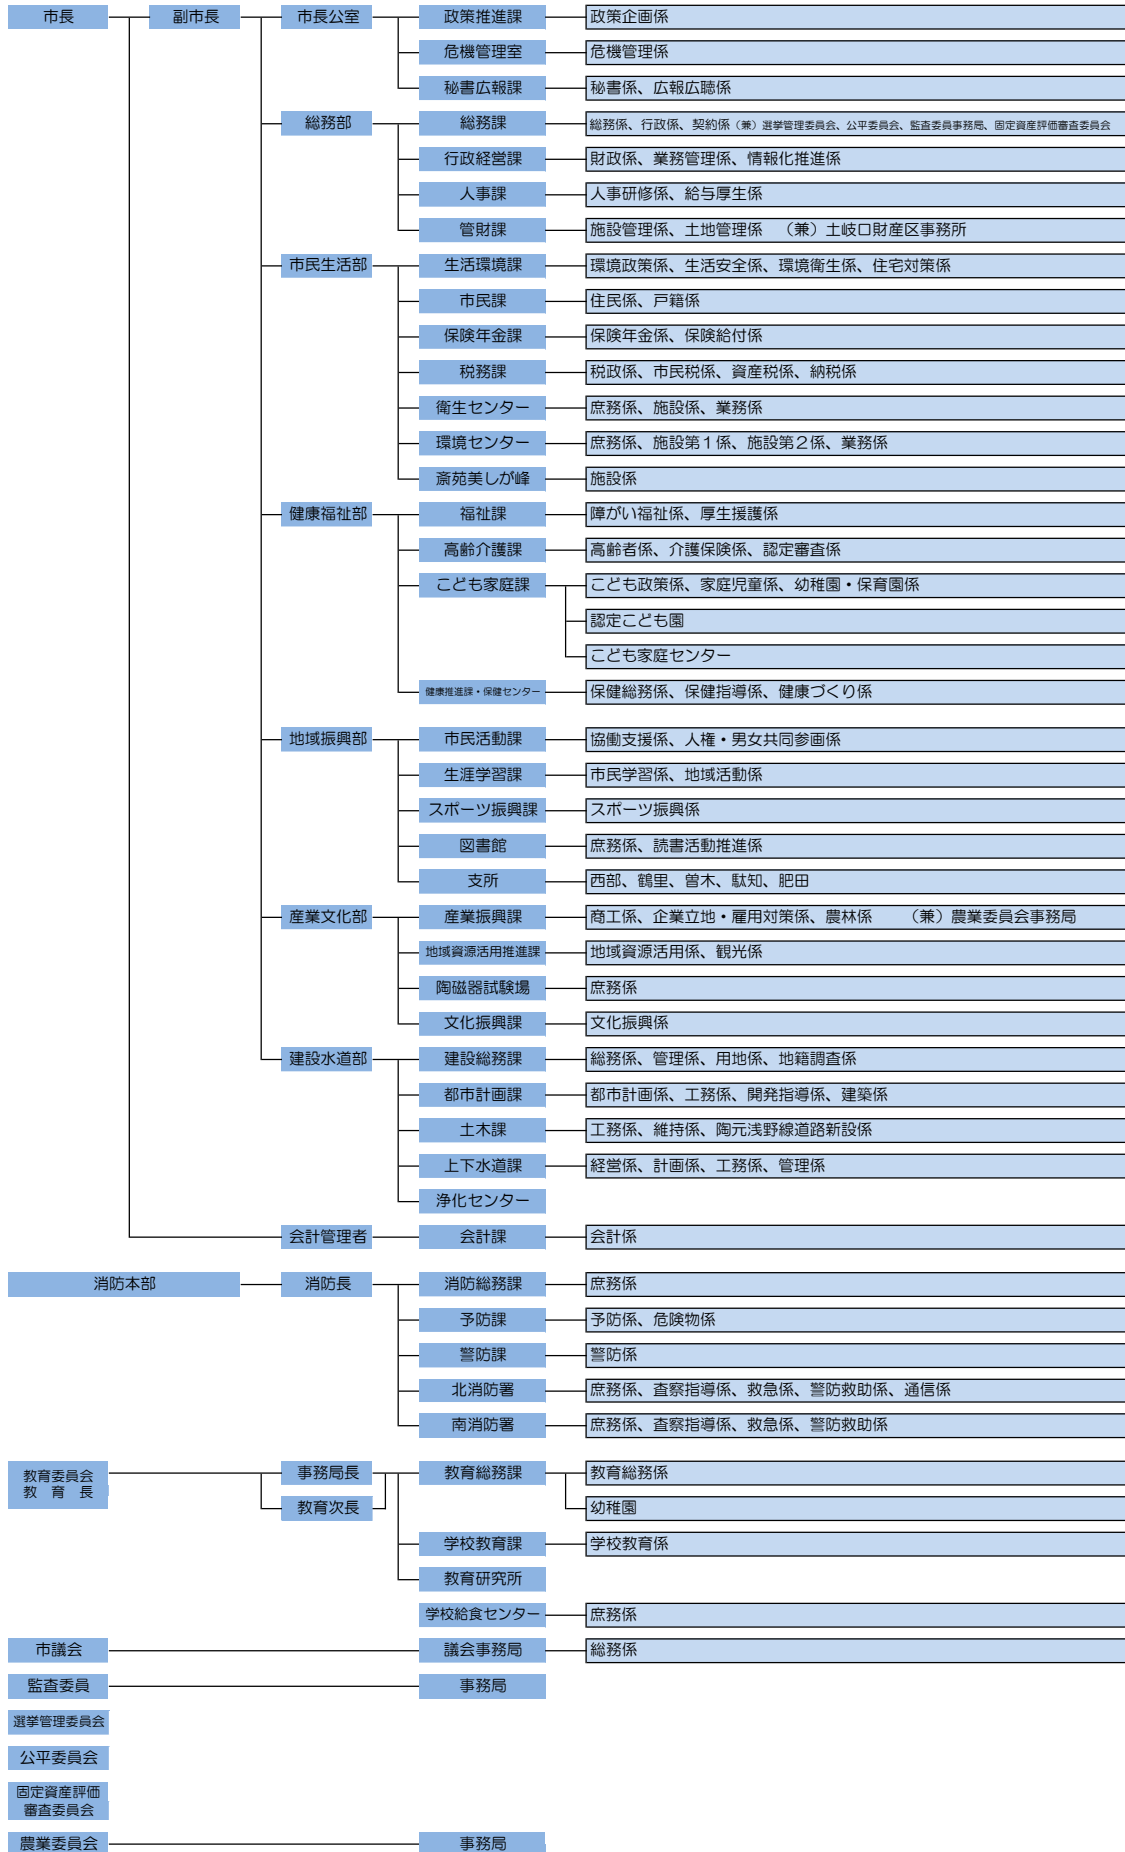 市長 副市長 市長公室 政策推進課 政策企画係
危機管理室 危機管理係
秘書広報課 秘書係、広報広聴係
総務部 総務課 総務係、行政係、契約係（兼）選挙管理委員会、公平委員会、監査委員事務局、固定資産評価審査委員会
行政経営課 財政係、業務管理係、情報化推進係
人事課 人事研修係、給与厚生係
管財課 施設管理係、土地管理係　（兼）土岐口財産区事務所
市民生活部 生活環境課 環境政策係、生活安全係、環境衛生係、住宅対策係
市民課 住民係、戸籍係
保険年金課 保険年金係、保険給付係
税務課 税政係、市民税係、資産税係、納税係
衛生センター 庶務係、施設係、業務係
環境センター 庶務係、施設第１係、施設第２係、業務係
斎苑美しが峰 施設係
健康福祉部 福祉課 障がい福祉係、厚生援護係
高齢介護課 高齢者係、介護保険係、認定審査係
こども家庭課 こども政策係、家庭児童係、幼稚園・保育園係
認定こども園
こども家庭センター
健康推進課・保健センター 保健総務係、保健指導係、健康づくり係
地域振興部 市民活動課 協働支援係、人権・男女共同参画係
生涯学習課 市民学習係、地域活動係
スポーツ振興課 スポーツ振興係
図書館 庶務係、読書活動推進係
支所 西部、鶴里、曽木、駄知、肥田
産業文化部 産業振興課 商工係、企業立地・雇用対策係、農林係　（兼）農業委員会事務局
地域資源活用推進課 地域資源活用係、観光係
陶磁器試験場 庶務係
文化振興課 文化振興係
建設水道部 建設総務課 総務係、管理係、用地係、地籍調査係
都市計画課 都市計画係、工務係、開発指導係、建築係
土木課 工務係、維持係、陶元浅野線道路新設係
上下水道課 経営係、計画係、工務係、管理係
浄化センター
会計管理者 会計課 会計係
消防本部 消防長 消防総務課 庶務係
予防課 予防係、危険物係
警防課 警防係
北消防署 庶務係、査察指導係、救急係、警防救助係、通信係
南消防署 庶務係、査察指導係、救急係、警防救助係
教育委員会 事務局長 教育総務課 教育総務係
教　育　長 教育次長 幼稚園
学校教育課 学校教育係
教育研究所
学校給食センター 庶務係
市議会 議会事務局 総務係
監査委員 事務局
選挙管理委員会
公平委員会
固定資産評価
審査委員会
農業委員会 事務局